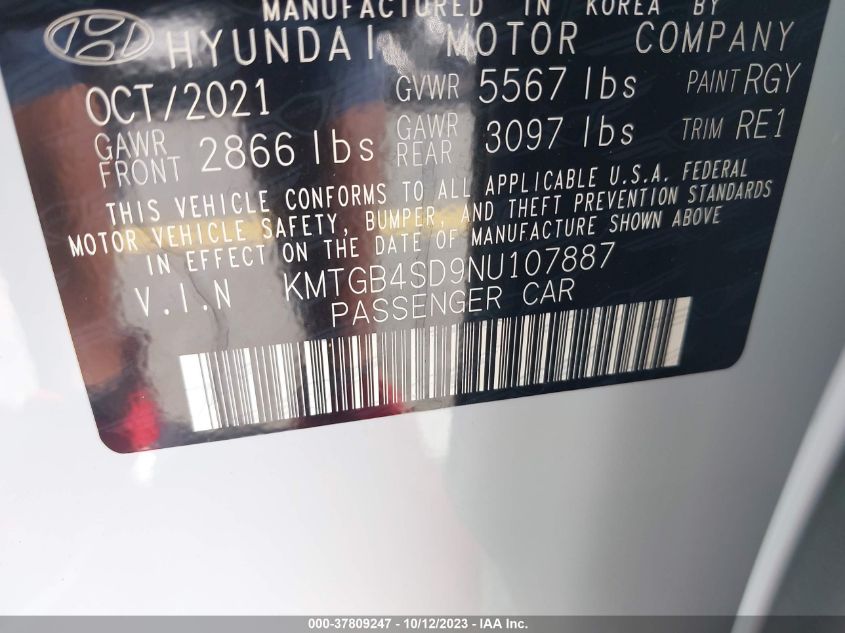 MANUFACTURED IN KOREA BY
HYUNDAI MOTOR COMPANY
OCT/2021 GVWR 5567 lbs PAINT RGY
GAWR FRONT 2866 lbs GAWR REAR 3097 lbs TRIM RE1
THIS VEHICLE CONFORMS TO ALL APPLICABLE U.S.A. FEDERAL
MOTOR VEHICLE SAFETY, BUMPER, AND THEFT PREVENTION STANDARDS
IN EFFECT ON THE DATE OF MANUFACTURE SHOWN ABOVE
V.I.N KMTGB4SD9NU107887
PASSENGER CAR
000-37809247 - 10/12/2023 - IAA Inc.